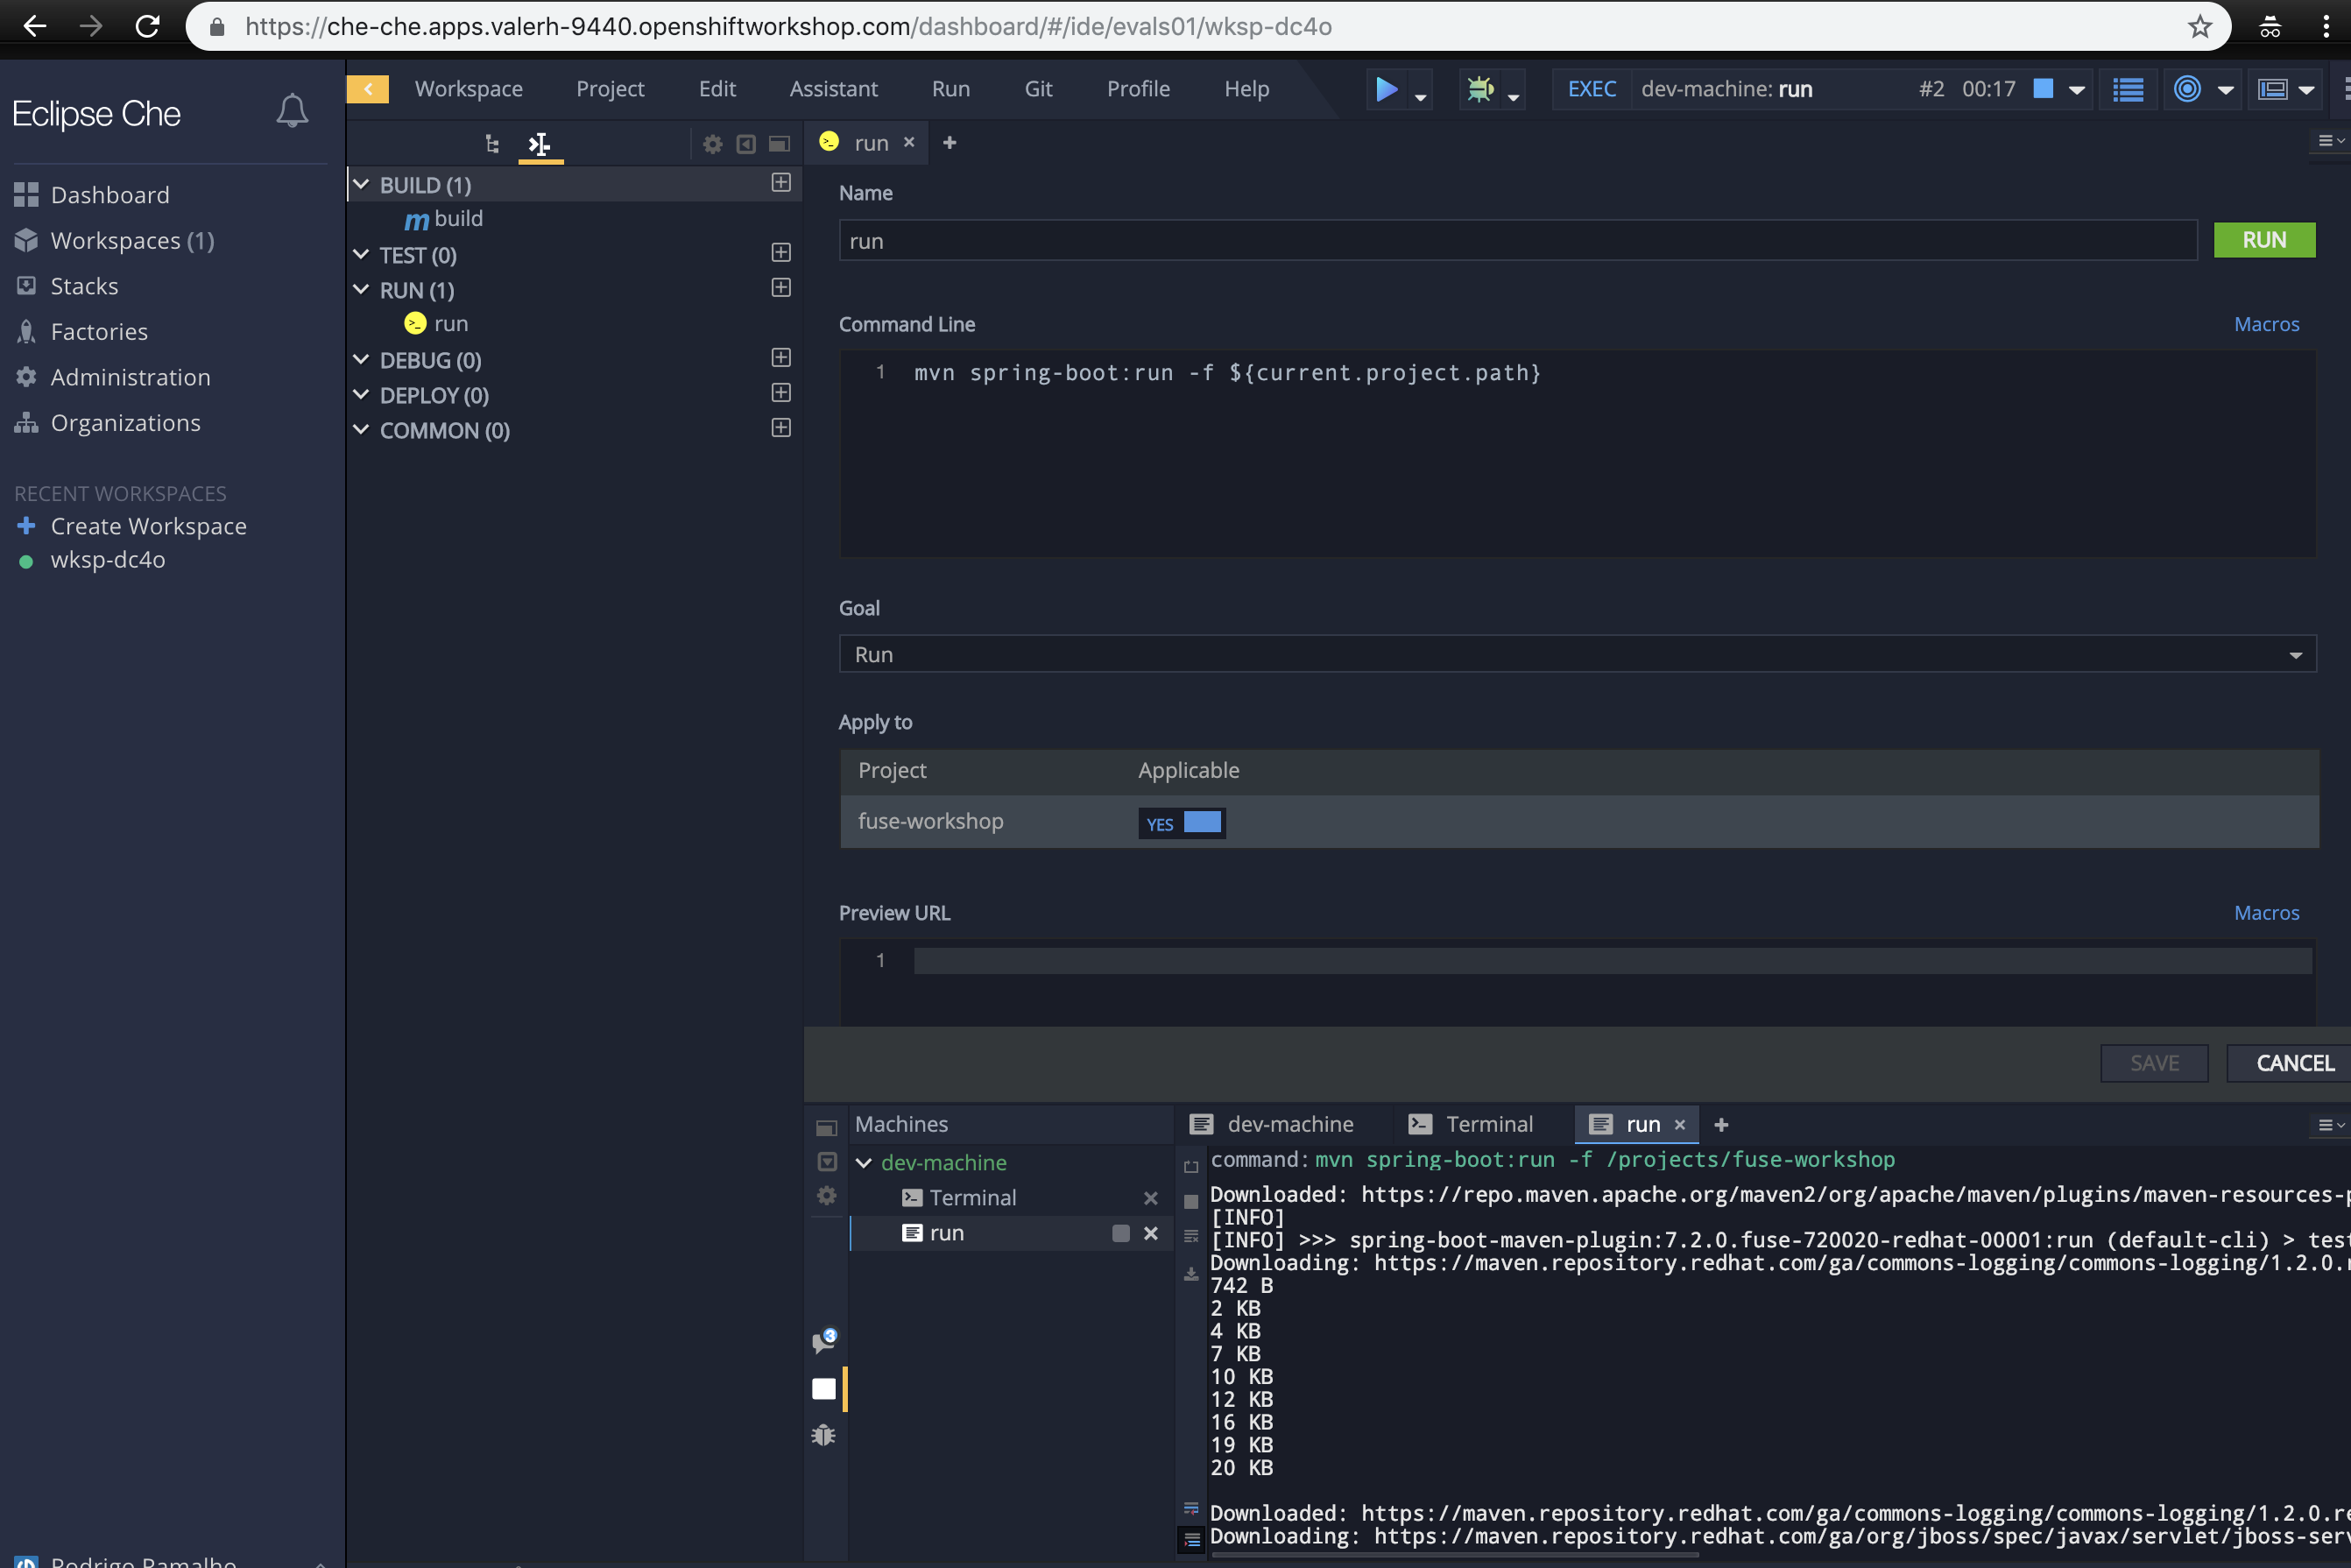 https://che-che.apps.valerh-9440.openshiftworkshop.com/dashboard/#/ide/evals01/wksp-dc4o
Eclipse Che
Dashboard
Workspaces (1)
Stacks
Factories
Administration
Organizations
RECENT WORKSPACES
Create Workspace
wksp-dc4o
Rodrigo Ramalho
Workspace Project Edit Assistant Run Git Profile Help
EXEC dev-machine: run #2 00:17
BUILD (1)
m build
TEST (0)
RUN (1)
run
DEBUG (0)
DEPLOY (0)
COMMON (0)
run
Name
run
RUN
Command Line Macros
1 mvn spring-boot:run -f ${current.project.path}
Goal
Run
Apply to
Project Applicable
fuse-workshop YES
Preview URL Macros
1
SAVE CANCEL
Machines
dev-machine
Terminal
run
3
dev-machine Terminal run
command: mvn spring-boot:run -f /projects/fuse-workshop
Downloaded: https://repo.maven.apache.org/maven2/org/apache/maven/plugins/maven-resources-p
[INFO]
[INFO] >>> spring-boot-maven-plugin:7.2.0.fuse-720020-redhat-00001:run (default-cli) > test
Downloading: https://maven.repository.redhat.com/ga/commons-logging/commons-logging/1.2.0.r
742 B
2 KB
4 KB
7 KB
10 KB
12 KB
16 KB
19 KB
20 KB
Downloaded: https://maven.repository.redhat.com/ga/commons-logging/commons-logging/1.2.0.re
Downloading: https://maven.repository.redhat.com/ga/org/jboss/spec/javax/servlet/jboss-serv